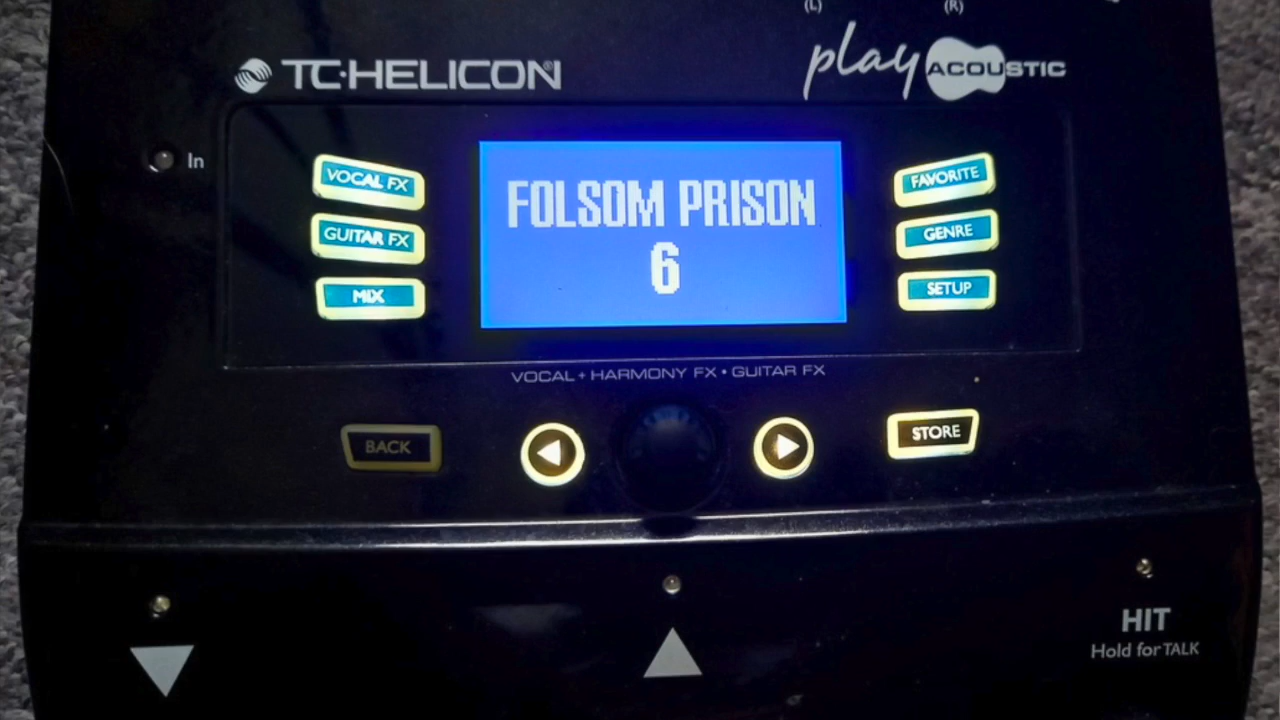 (L) (R)
TC·HELICON®
play ACOUSTIC
In
VOCAL FX
GUITAR FX
MIX
FOLSOM PRISON
6
FAVORITE
GENRE
SETUP
VOCAL + HARMONY FX • GUITAR FX
BACK
STORE
HIT
Hold for TALK